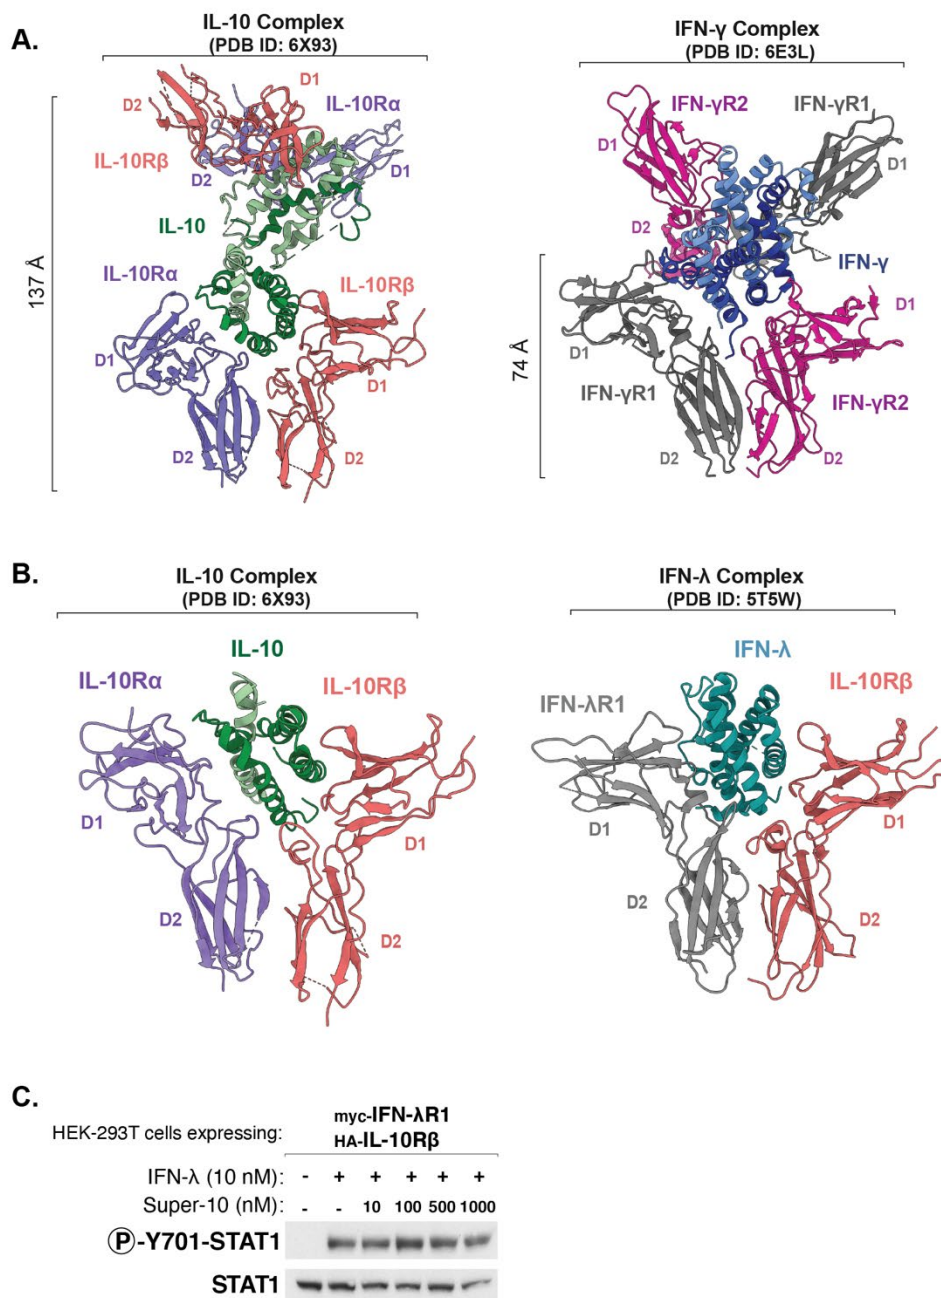 A.
IL-10 Complex
(PDB ID: 6X93)
D2
D1
IL-10Rα
IL-10Rβ
D2
D1
IL-10
137 Å
IL-10Rα
IL-10Rβ
D1
D1
D2
D2
IFN-γ Complex
(PDB ID: 6E3L)
IFN-γR2
IFN-γR1
D1
D1
D2
IFN-γ
74 Å
D1
D1
IFN-γR1
IFN-γR2
D2
D2
B.
IL-10 Complex
(PDB ID: 6X93)
IL-10
IL-10Rα
IL-10Rβ
D1
D1
D2
D2
IFN-λ Complex
(PDB ID: 5T5W)
IFN-λ
IFN-λR1
IL-10Rβ
D1
D1
D2
D2
C.
HEK-293T cells expressing:
myc-IFN-λR1
HA-IL-10Rβ
IFN-λ (10 nM): - + + + + +
Super-10 (nM): - - 10 100 500 1000
Ⓟ-Y701-STAT1
STAT1